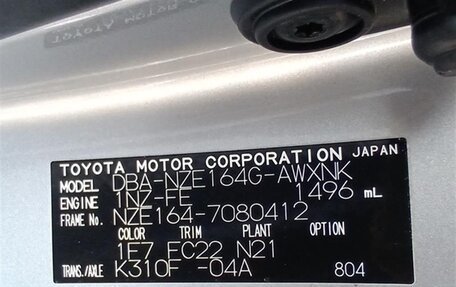 TOYOTA MOTOR CORPORATION JAPAN
MODEL DBA-NZE164G-AWXNK
ENGINE 1NZ-FE 1496 mL
FRAME No. NZE164-7080412
COLOR TRIM PLANT OPTION
1E7 FC22 N21
TRANS./AXLE K310F -04A 804